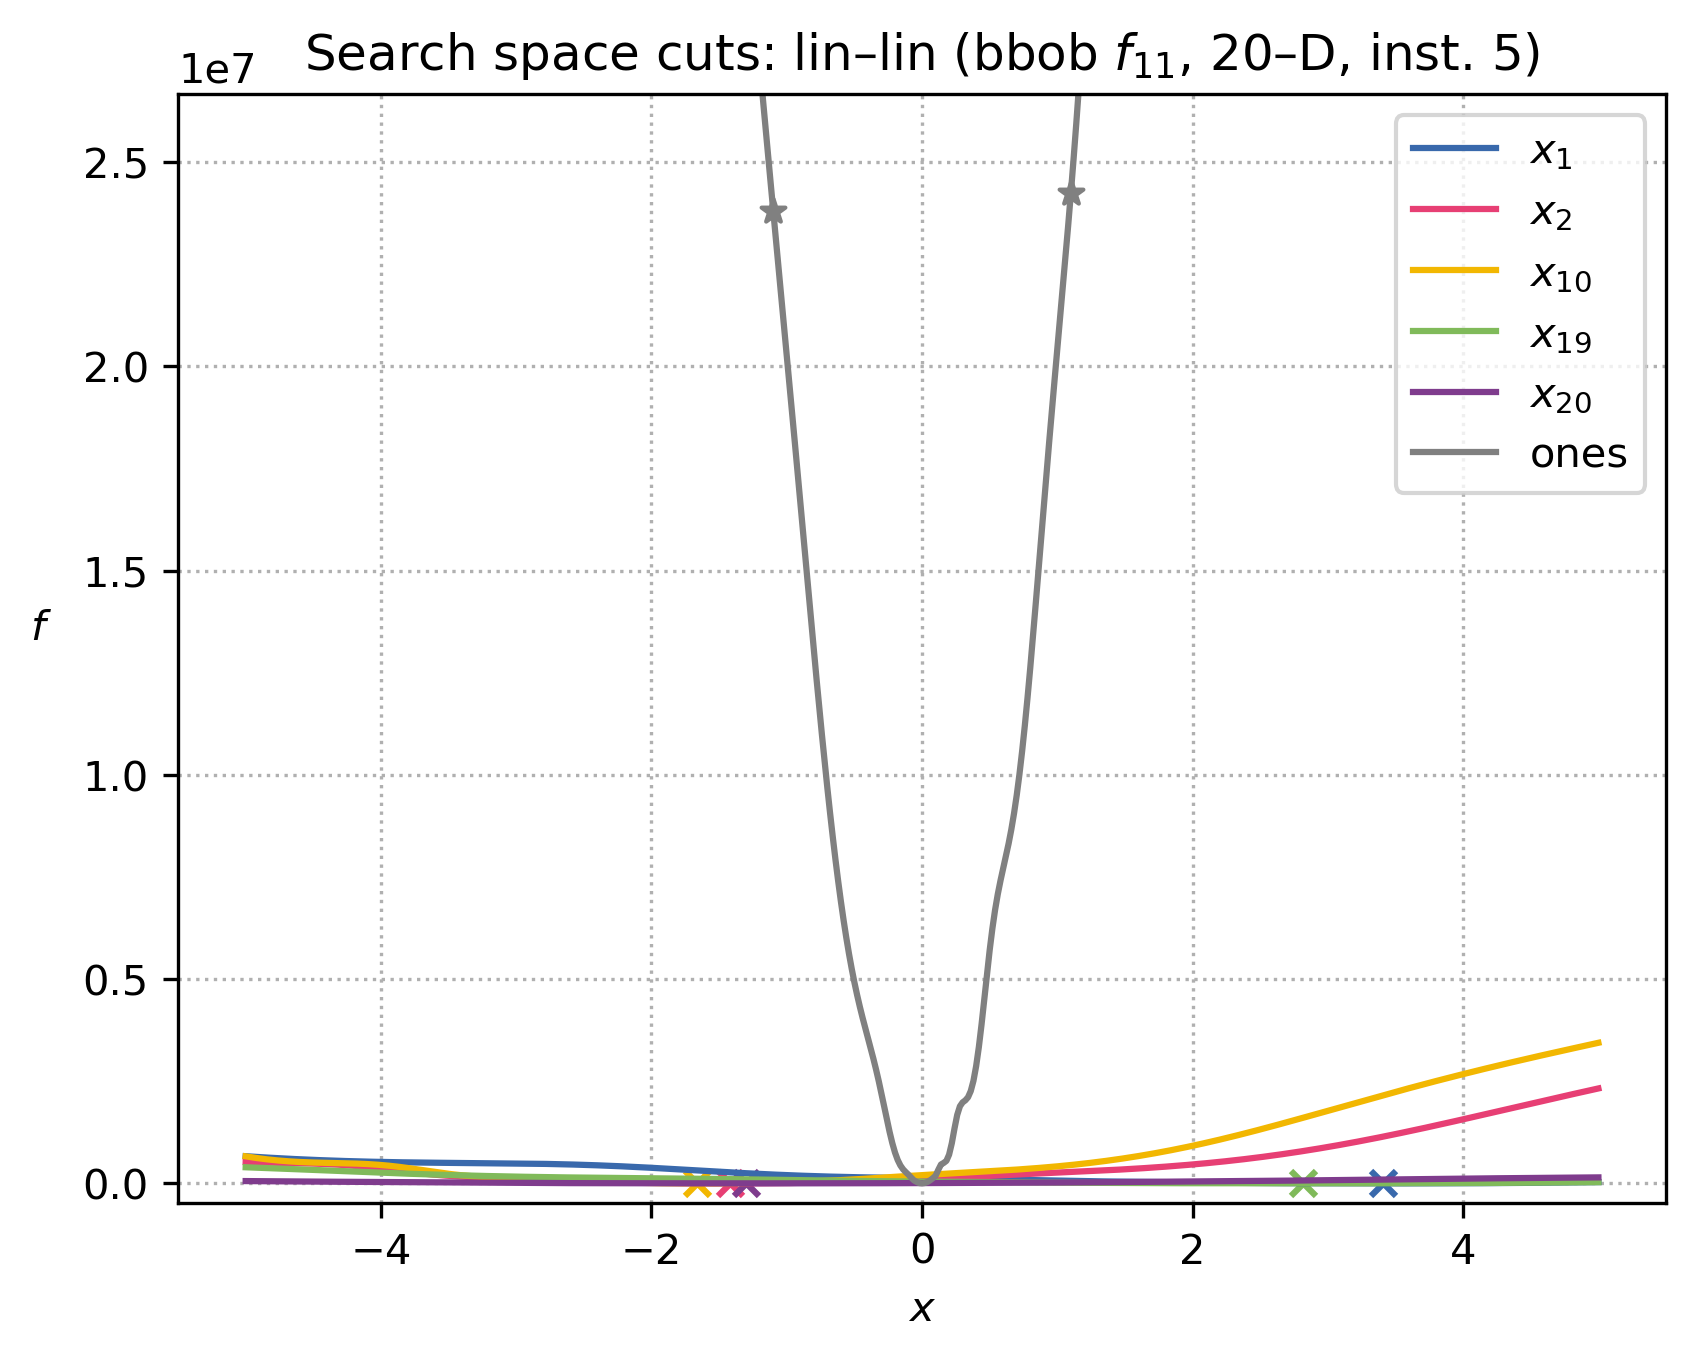 Search space cuts: lin–lin (bbob f₁₁, 20–D, inst. 5)
1e7
2.5
2.0
1.5
1.0
0.5
0.0
f
−4
−2
0
2
4
x
x₁
x₂
x₁₀
x₁₉
x₂₀
ones